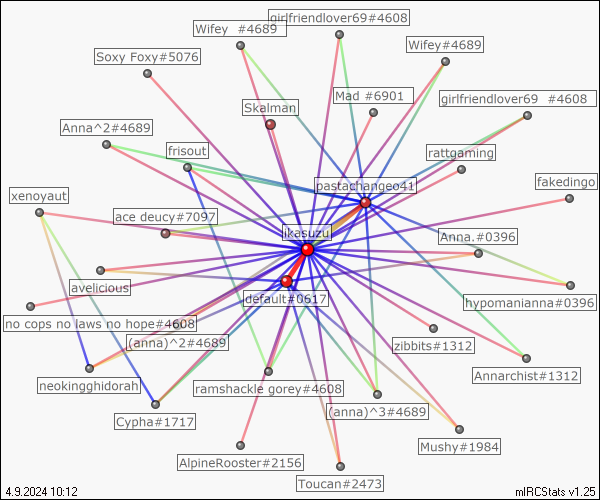 girlfriendlover69#4608
Wifey  #4689
Wifey#4689
Soxy Foxy#5076
Mad #6901
girlfriendlover69  #4608
Skalman
Anna^2#4689
frisout
rattgaming
pastachangeo41
fakedingo
xenoyaut
ace deucy#7097
ikasuzu
Anna.#0396
avelicious
default#0617
hypomanianna#0396
no cops no laws no hope#4608
(anna)^2#4689
zibbits#1312
neokingghidorah
ramshackle gorey#4608
Annarchist#1312
(anna)^3#4689
Cypha#1717
Mushy#1984
AlpineRooster#2156
Toucan#2473
4.9.2024 10:12
mIRCStats v1.25